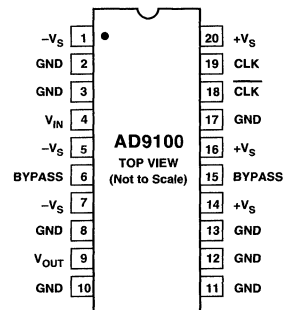 –VS 1 20 +VS
GND 2 19 CLK
GND 3 18 C̅L̅K̅
VIN 4 17 GND
–VS 5 AD9100 16 +VS
TOP VIEW
BYPASS 6 (Not to Scale) 15 BYPASS
–VS 7 14 +VS
GND 8 13 GND
VOUT 9 12 GND
GND 10 11 GND